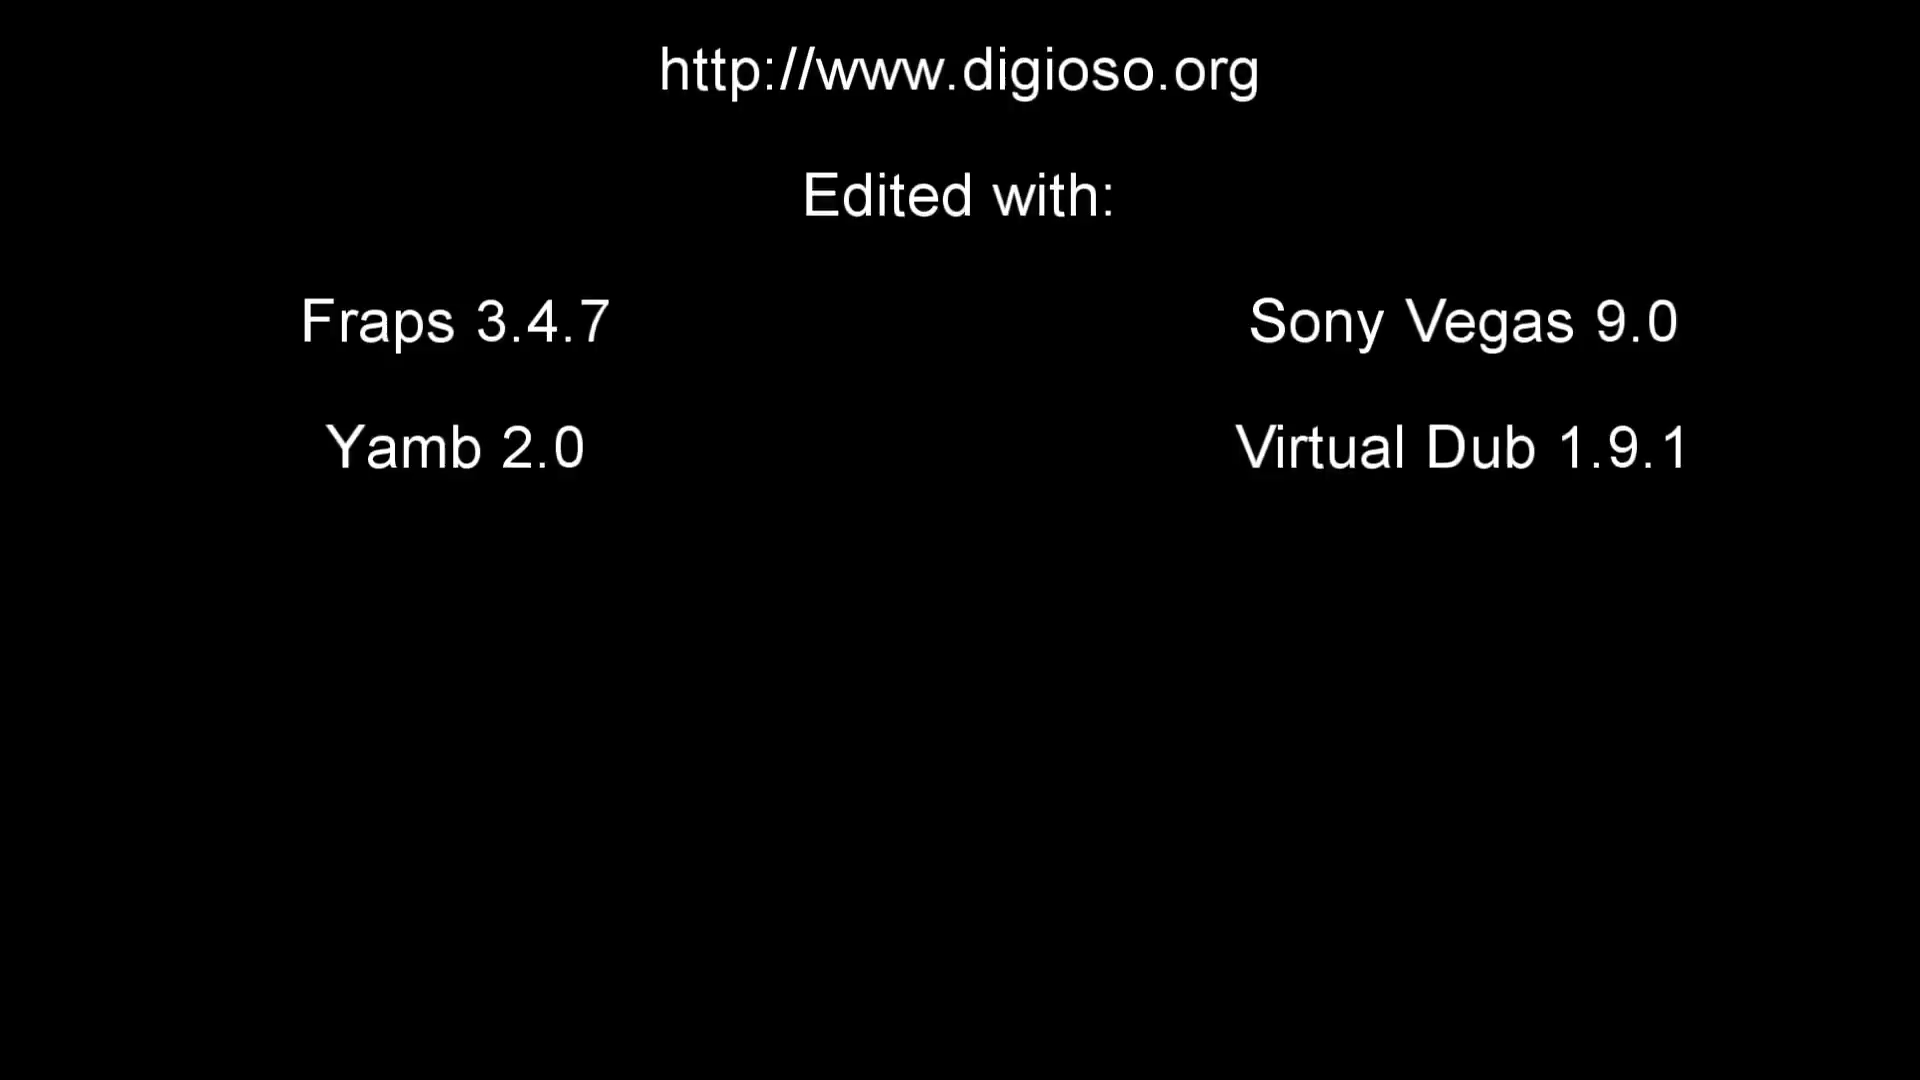 http://www.digioso.org
Edited with:
Fraps 3.4.7 Sony Vegas 9.0
Yamb 2.0 Virtual Dub 1.9.1